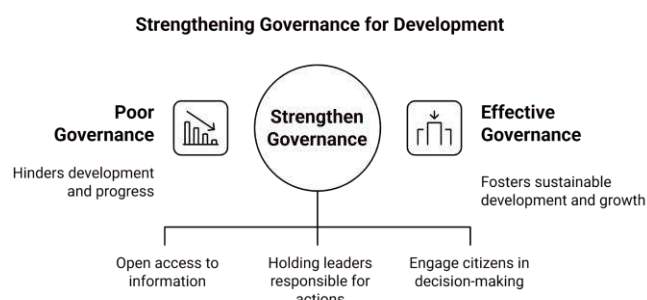 Strengthening Governance for Development
Poor
Governance
Hinders development
and progress
Strengthen
Governance
Effective
Governance
Fosters sustainable
development and growth
Open access to
information
Holding leaders
responsible for
actions
Engage citizens in
decision-making